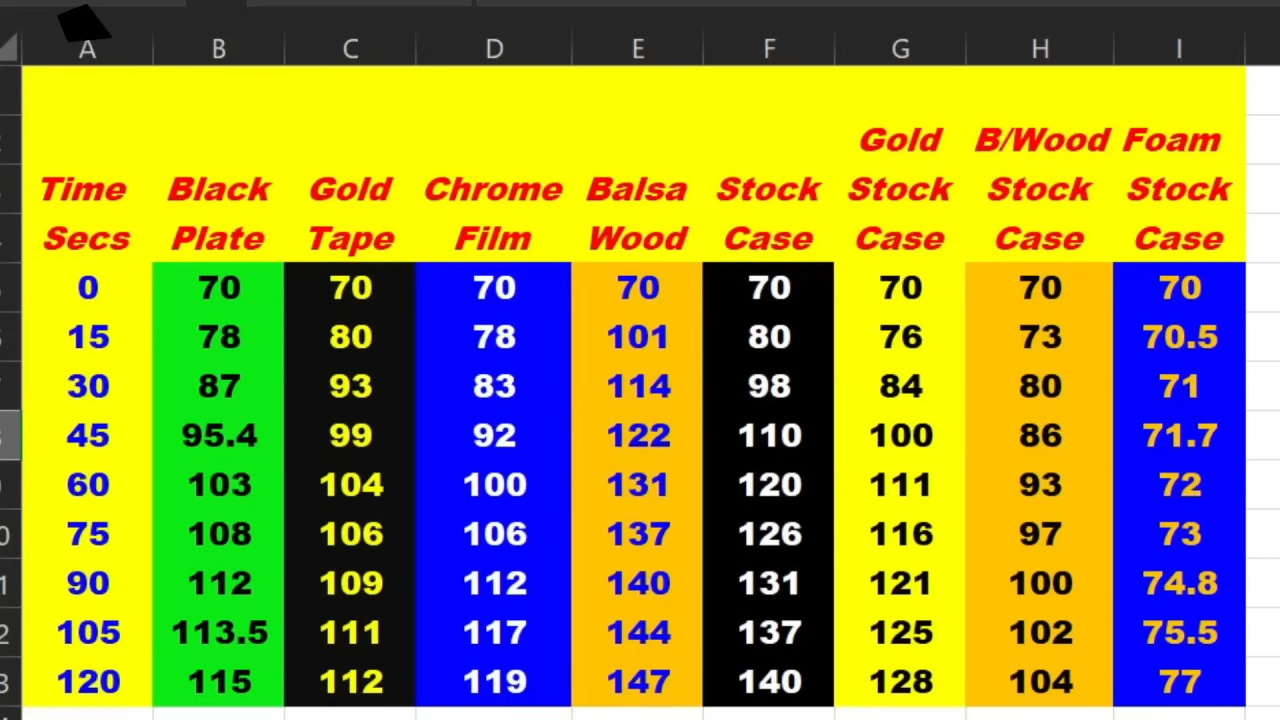 A B C D E F G H I
Gold B/Wood Foam
Time Black Gold Chrome Balsa Stock Stock Stock Stock
Secs Plate Tape Film Wood Case Case Case Case
0 70 70 70 70 70 70 70 70
15 78 80 78 101 80 76 73 70.5
30 87 93 83 114 98 84 80 71
45 95.4 99 92 122 110 100 86 71.7
60 103 104 100 131 120 111 93 72
75 108 106 106 137 126 116 97 73
90 112 109 112 140 131 121 100 74.8
105 113.5 111 117 144 137 125 102 75.5
120 115 112 119 147 140 128 104 77